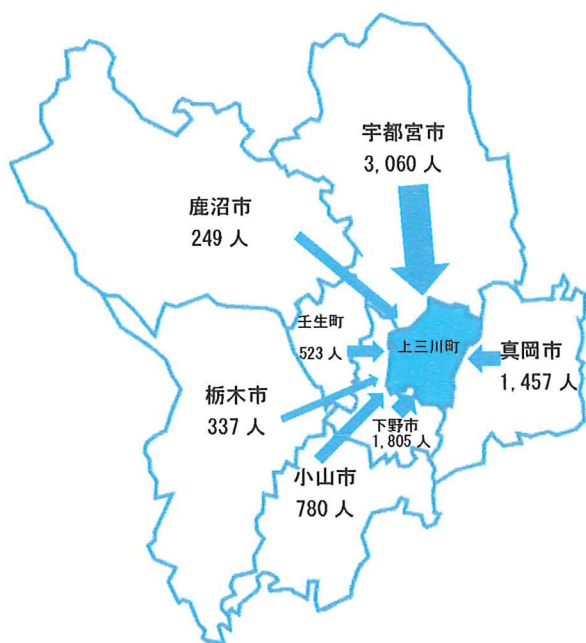 宇都宮市
3,060 人
鹿沼市
249 人
壬生町
523 人
上三川町
真岡市
1,457 人
栃木市
337 人
下野市
1,805 人
小山市
780 人